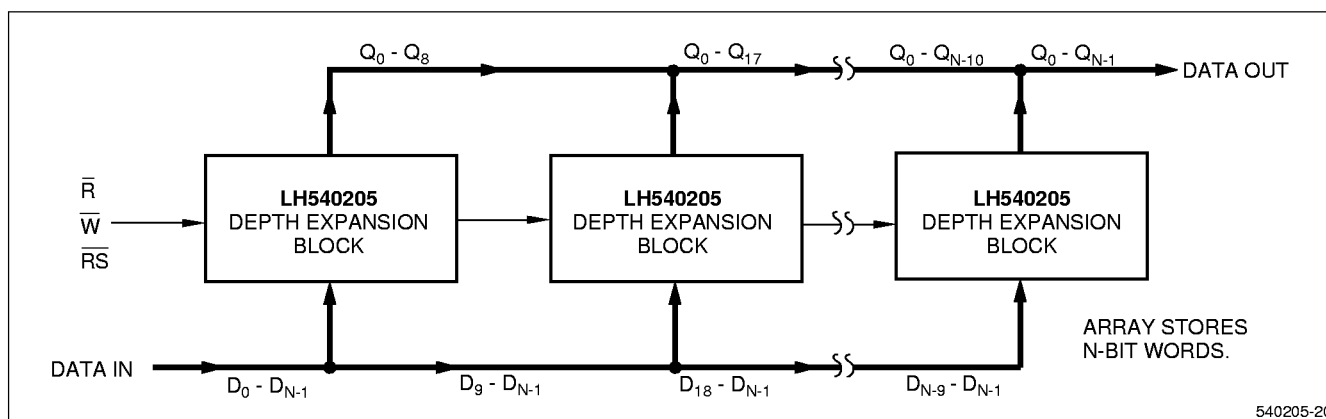 Q0 - Q8
Q0 - Q17
Q0 - QN-10
Q0 - QN-1
DATA OUT
R̅
W̅
R̅S̅
LH540205
DEPTH EXPANSION
BLOCK
LH540205
DEPTH EXPANSION
BLOCK
LH540205
DEPTH EXPANSION
BLOCK
ARRAY STORES
N-BIT WORDS.
DATA IN
D0 - DN-1
D9 - DN-1
D18 - DN-1
DN-9 - DN-1
540205-20